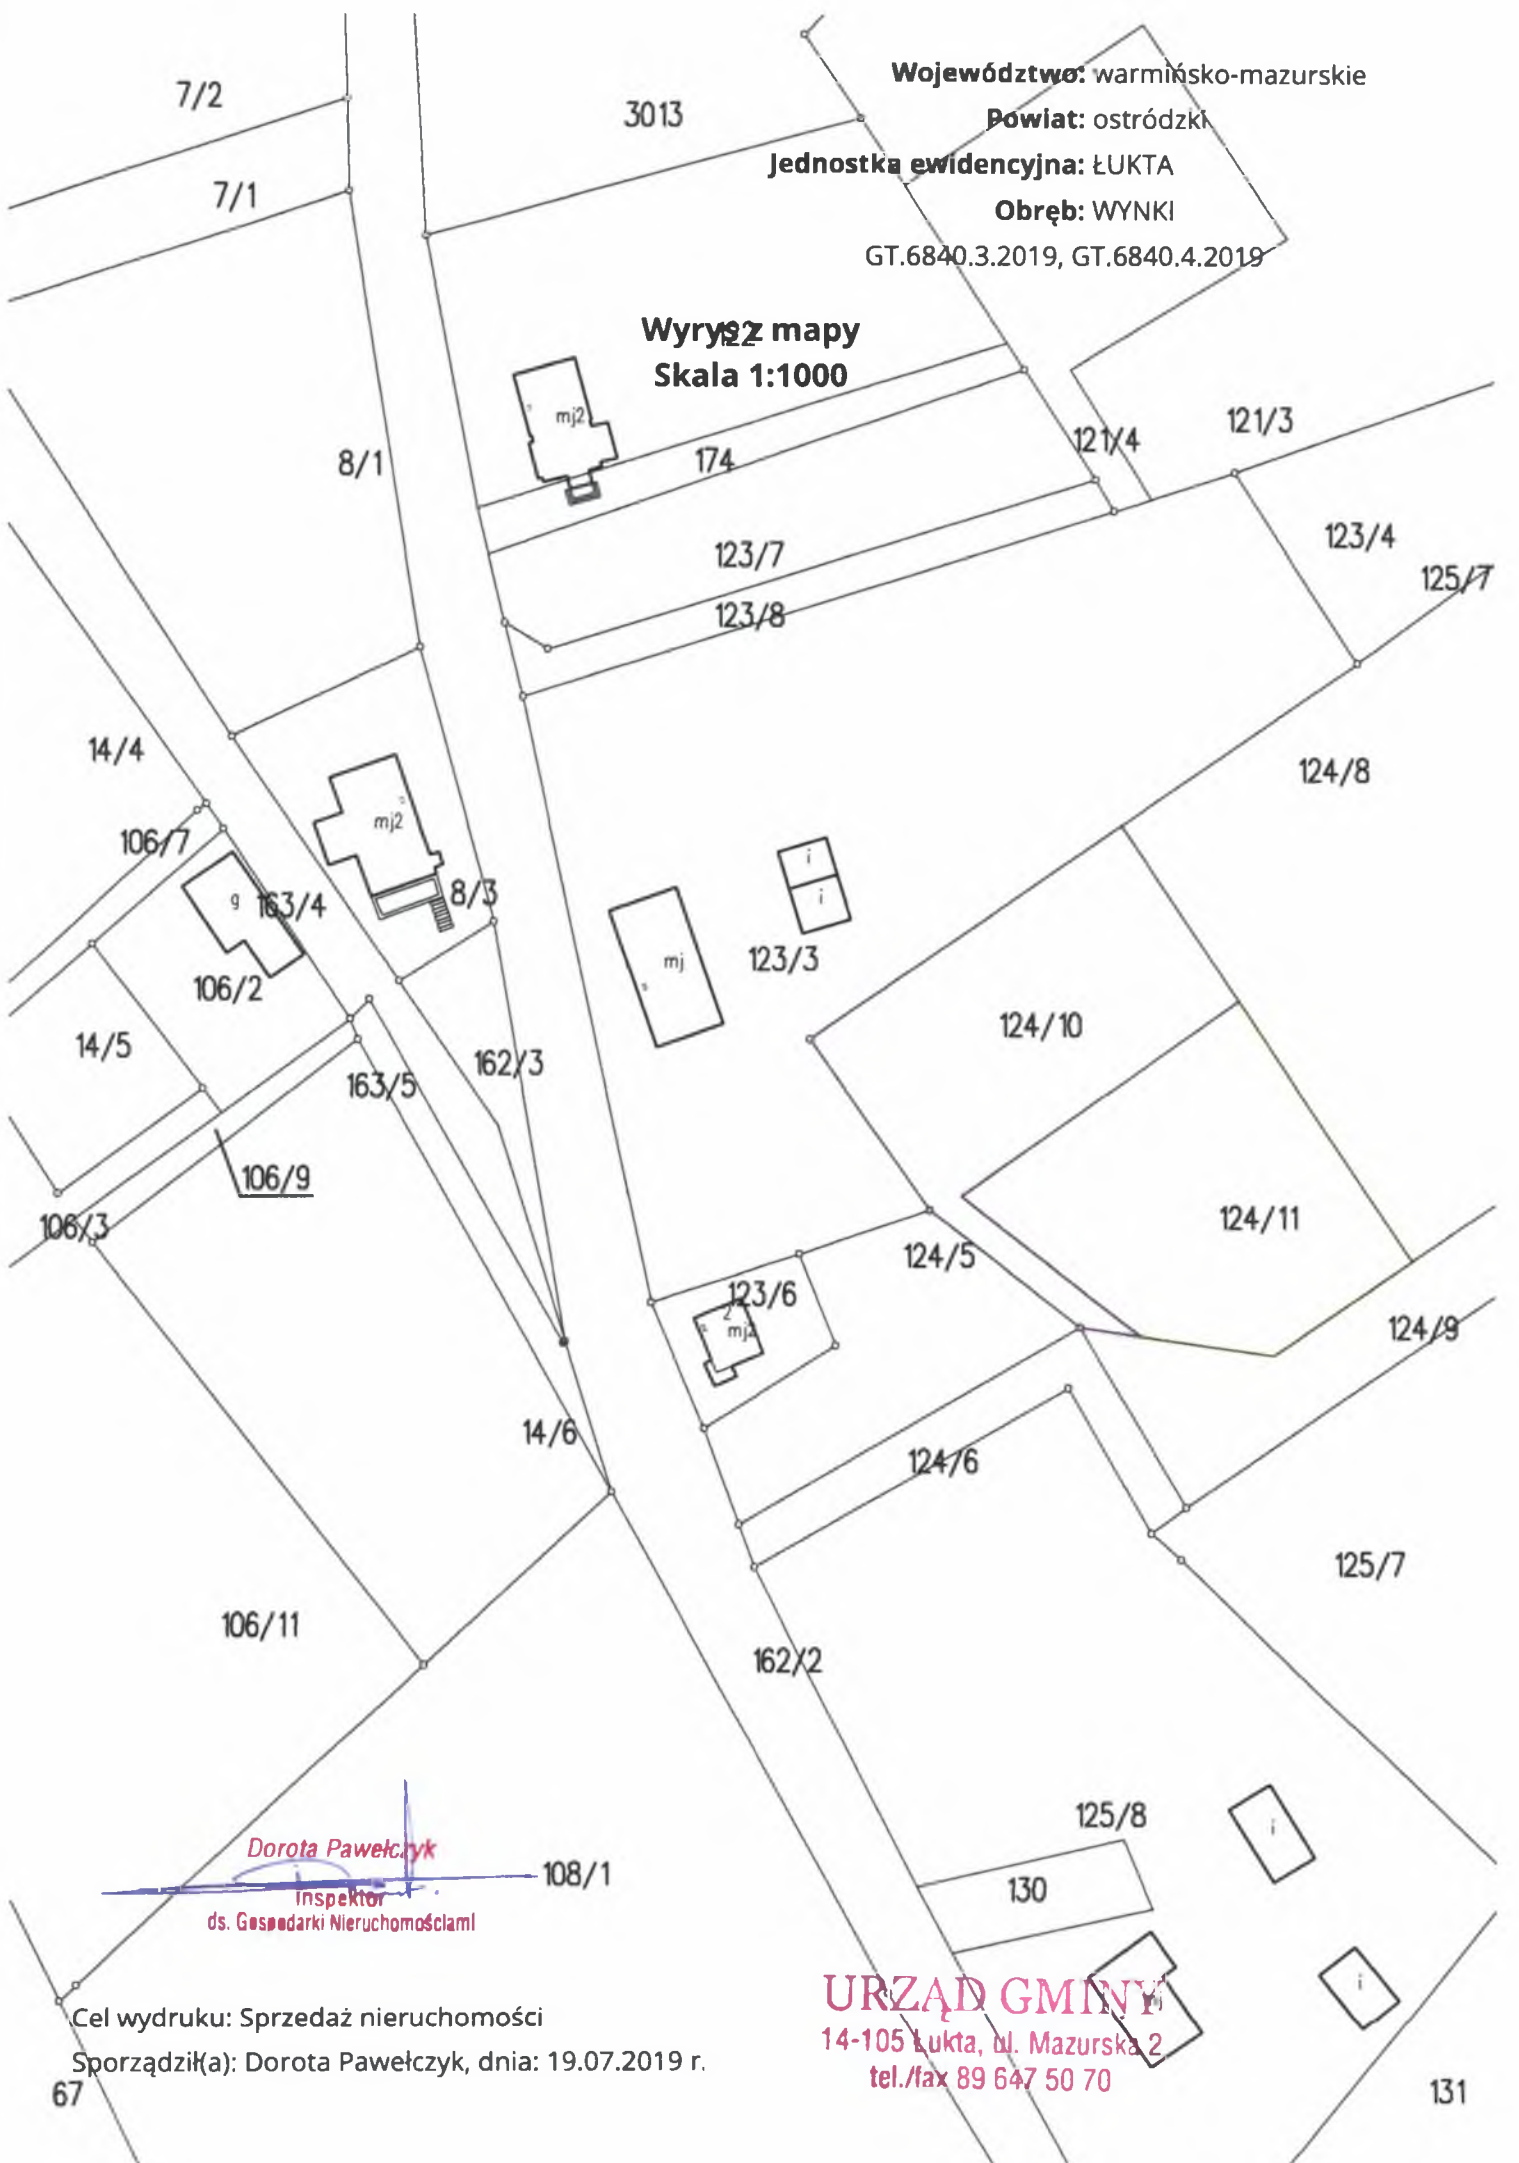 7/2
3013
Województwo: warmińsko-mazurskie
Powiat: ostródzki
Jednostka ewidencyjna: ŁUKTA
Obręb: WYNKI
GT.6840.3.2019, GT.6840.4.2019
7/1
Wyrys z mapy
122
Skala 1:1000
mj2
8/1
174
121/4
121/3
123/7
123/4
125/7
123/8
14/4
124/8
106/7
mj2
i
g
163/4
8/3
i
mj
123/3
106/2
124/10
14/5
162/3
163/5
106/9
124/11
106/3
124/5
123/6
2
mj2
124/9
14/6
124/6
125/7
106/11
162/2
125/8
i
Dorota Pawełczyk
108/1
130
Inspektor
ds. Gospodarki Nieruchomościami
URZĄD GMINY
i
Cel wydruku: Sprzedaż nieruchomości
14-105 Łukta, ul. Mazurska 2
Sporządził(a): Dorota Pawełczyk, dnia: 19.07.2019 r.
tel./fax 89 647 50 70
67
131